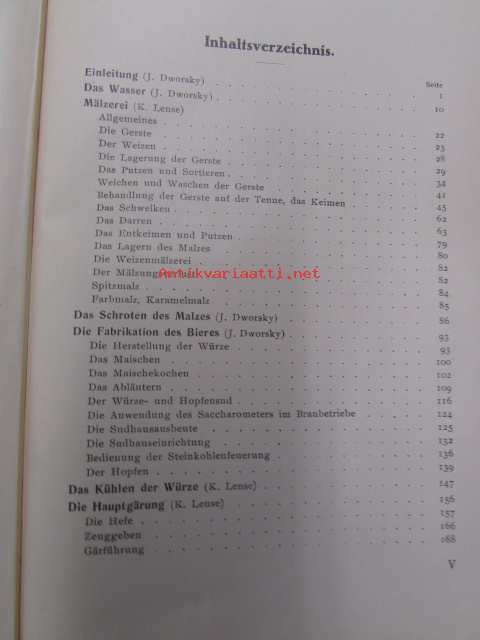 Inhaltsverzeichnis.
Seite
Einleitung (J. Dworsky) 1
Das Wasser (J. Dworsky) 10
Mälzerei (K. Lense)
Allgemeines 22
Die Gerste 23
Der Weizen 28
Die Lagerung der Gerste 29
Das Putzen und Sortieren 34
Weichen und Waschen der Gerste 41
Behandlung der Gerste auf der Tenne, das Keimen 45
Das Schwelken 62
Das Darren 63
Das Entkeimen und Putzen 79
Das Lagern des Malzes 80
Die Weizenmälzerei 82
Der 82
Antikvariaatti.net
Spitzmalz 84
Farbmalz, Karamelmalz 85
Das Schroten des Malzes (J. Dworsky) 86
Die Fabrikation des Bieres (J. Dworsky) 93
Die Herstellung der Würze 93
Das Maischen 100
Das Maischekochen 102
Das Abläutern 109
Der Würze- und Hopfensud 116
Die Anwendung des Saccharometers im Braubetriebe 124
Die Sudhausausbeute 125
Die Sudhauseinrichtung 132
Bedienung der Steinkohlenfeuerung 136
Der Hopfen 139
Das Kühlen der Würze (K. Lense) 147
Die Hauptgärung (K. Lense) 156
Die Hefe 157
Zeuggeben 166
Gärführung 168
V